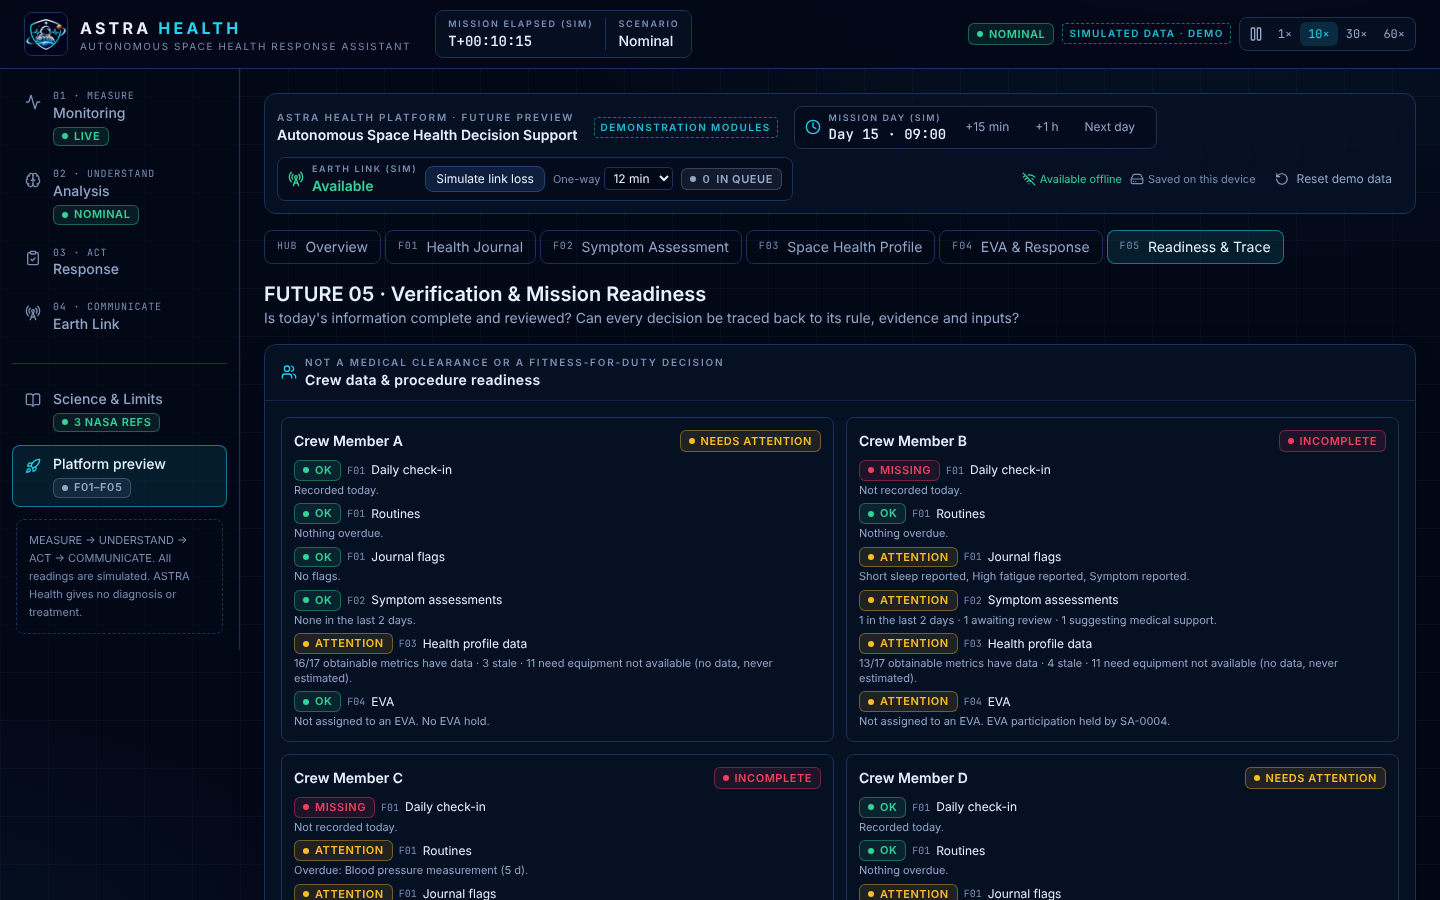 ASTRA HEALTH
AUTONOMOUS SPACE HEALTH RESPONSE ASSISTANT
MISSION ELAPSED (SIM)
T+00:10:15
SCENARIO
Nominal
NOMINAL
SIMULATED DATA · DEMO
1×
10×
30×
60×
01 · MEASURE
Monitoring
LIVE
02 · UNDERSTAND
Analysis
NOMINAL
03 · ACT
Response
04 · COMMUNICATE
Earth Link
Science & Limits
3 NASA REFS
Platform preview
F01–F05
MEASURE → UNDERSTAND →
ACT → COMMUNICATE. All
readings are simulated. ASTRA
Health gives no diagnosis or
treatment.
ASTRA HEALTH PLATFORM · FUTURE PREVIEW
Autonomous Space Health Decision Support
DEMONSTRATION MODULES
MISSION DAY (SIM)
Day 15 · 09:00
+15 min
+1 h
Next day
EARTH LINK (SIM)
Available
Simulate link loss
One-way
12 min
0 IN QUEUE
Available offline
Saved on this device
Reset demo data
HUB Overview
F01 Health Journal
F02 Symptom Assessment
F03 Space Health Profile
F04 EVA & Response
F05 Readiness & Trace
FUTURE 05 · Verification & Mission Readiness
Is today's information complete and reviewed? Can every decision be traced back to its rule, evidence and inputs?
NOT A MEDICAL CLEARANCE OR A FITNESS-FOR-DUTY DECISION
Crew data & procedure readiness
Crew Member A
NEEDS ATTENTION
OK F01 Daily check-in
Recorded today.
OK F01 Routines
Nothing overdue.
OK F01 Journal flags
No flags.
OK F02 Symptom assessments
None in the last 2 days.
ATTENTION F03 Health profile data
16/17 obtainable metrics have data · 3 stale · 11 need equipment not available (no data, never
estimated).
OK F04 EVA
Not assigned to an EVA. No EVA hold.
Crew Member B
INCOMPLETE
MISSING F01 Daily check-in
Not recorded today.
OK F01 Routines
Nothing overdue.
ATTENTION F01 Journal flags
Short sleep reported, High fatigue reported, Symptom reported.
ATTENTION F02 Symptom assessments
1 in the last 2 days · 1 awaiting review · 1 suggesting medical support.
ATTENTION F03 Health profile data
13/17 obtainable metrics have data · 4 stale · 11 need equipment not available (no data, never
estimated).
ATTENTION F04 EVA
Not assigned to an EVA. EVA participation held by SA-0004.
Crew Member C
INCOMPLETE
MISSING F01 Daily check-in
Not recorded today.
ATTENTION F01 Routines
Overdue: Blood pressure measurement (5 d).
ATTENTION F01 Journal flags
Crew Member D
NEEDS ATTENTION
OK F01 Daily check-in
Recorded today.
OK F01 Routines
Nothing overdue.
ATTENTION F01 Journal flags